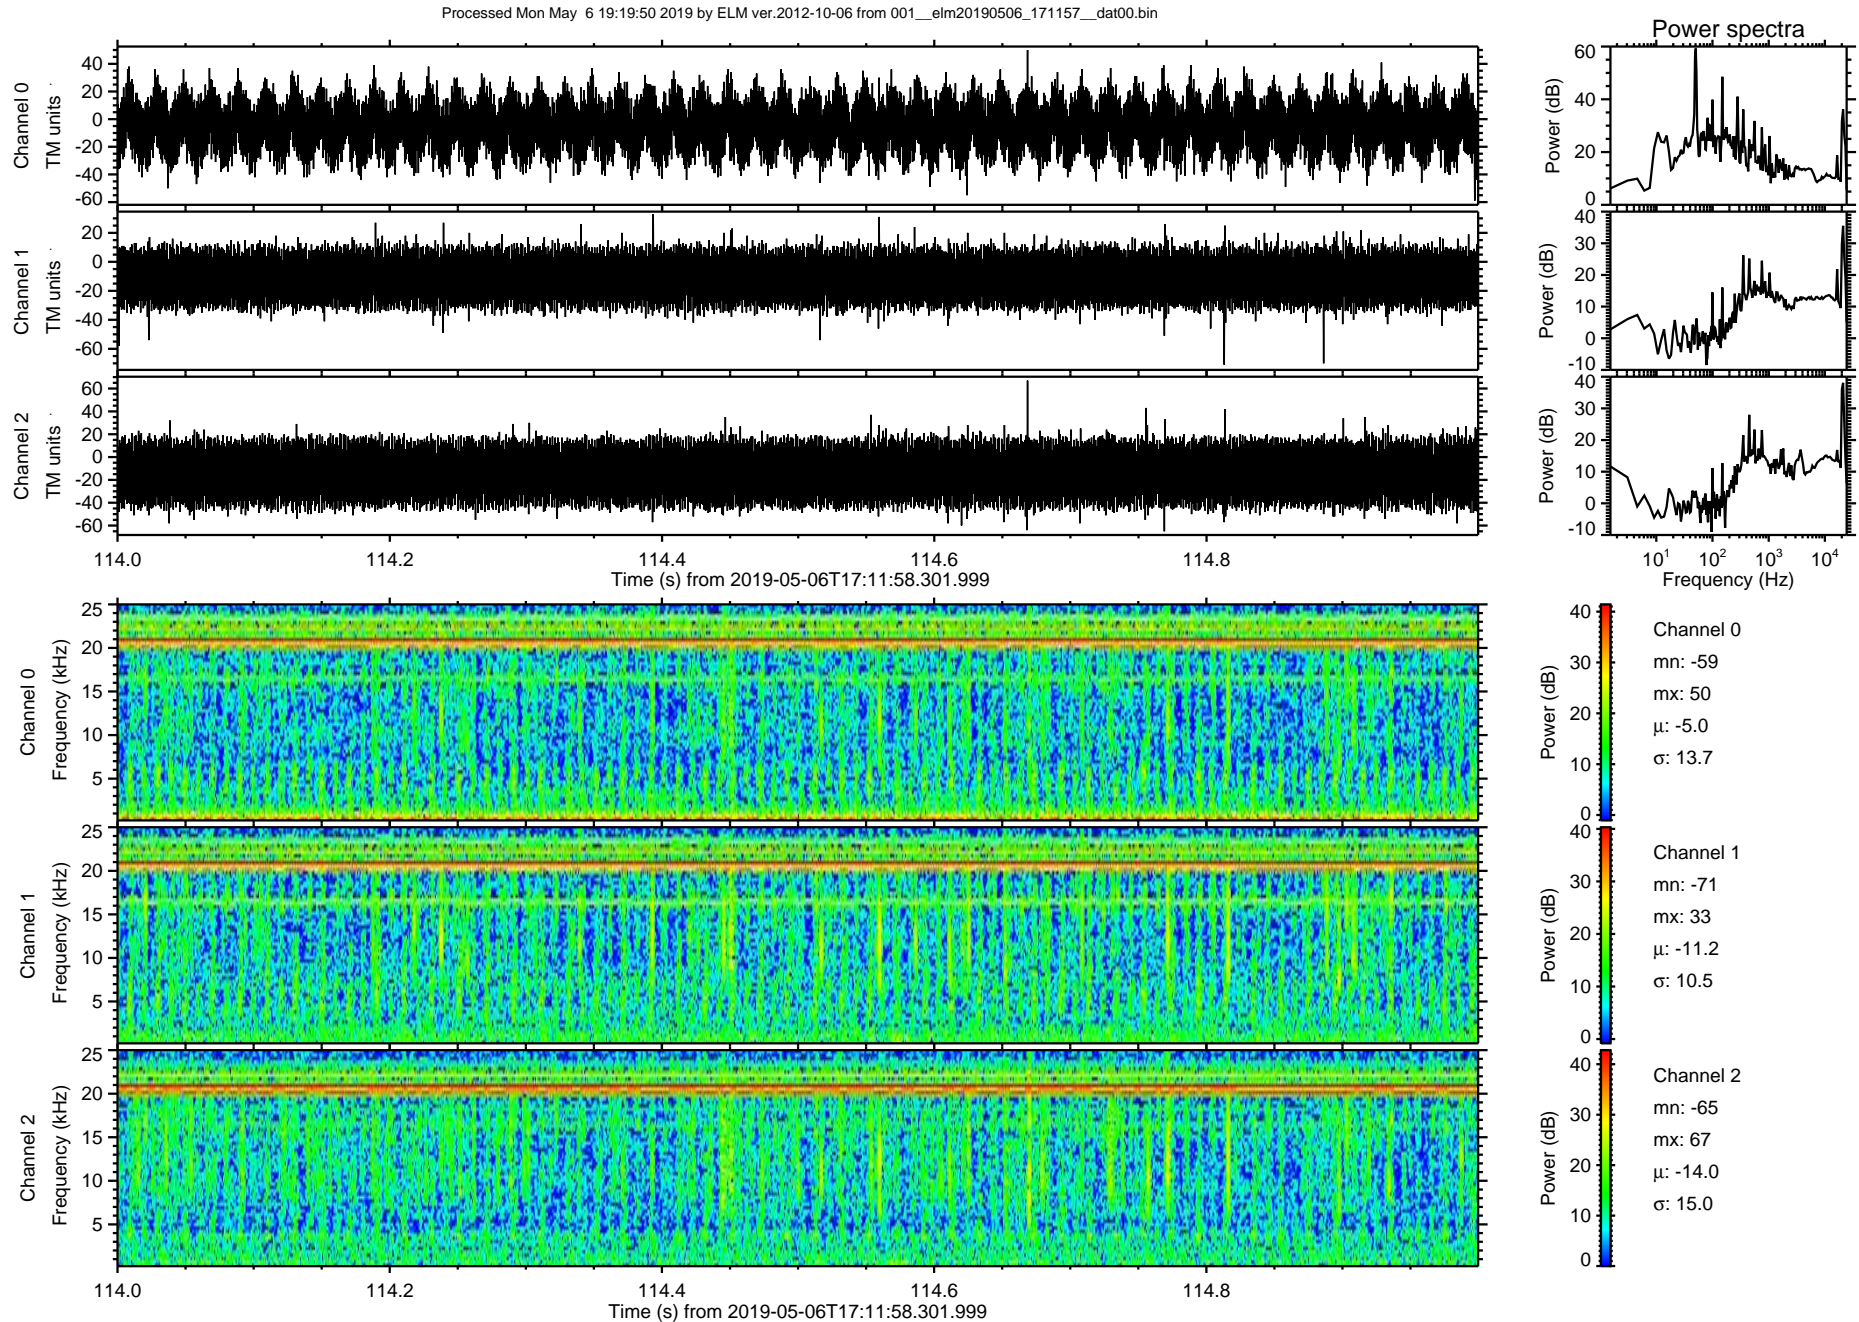 Processed Mon May  6 19:19:50 2019 by ELM ver.2012-10-06 from 001__elm20190506_171157__dat00.bin
Power spectra
Channel 0
TM units
40
20
0
-20
-40
-60
Power (dB)
60
40
20
0
Channel 1
TM units
20
0
-20
-40
-60
Power (dB)
40
30
20
10
0
-10
Channel 2
TM units
60
40
20
0
-20
-40
-60
Power (dB)
40
30
20
10
0
-10
114.0 114.2 114.4 114.6 114.8
Time (s) from 2019-05-06T17:11:58.301.999
10¹ 10² 10³ 10⁴
Frequency (Hz)
Channel 0
Frequency (kHz)
25
20
15
10
5
Power (dB)
40
30
20
10
0
Channel 0
mn: -59
mx: 50
μ: -5.0
σ: 13.7
Channel 1
Frequency (kHz)
25
20
15
10
5
Power (dB)
40
30
20
10
0
Channel 1
mn: -71
mx: 33
μ: -11.2
σ: 10.5
Channel 2
Frequency (kHz)
25
20
15
10
5
Power (dB)
40
30
20
10
0
Channel 2
mn: -65
mx: 67
μ: -14.0
σ: 15.0
114.0 114.2 114.4 114.6 114.8
Time (s) from 2019-05-06T17:11:58.301.999